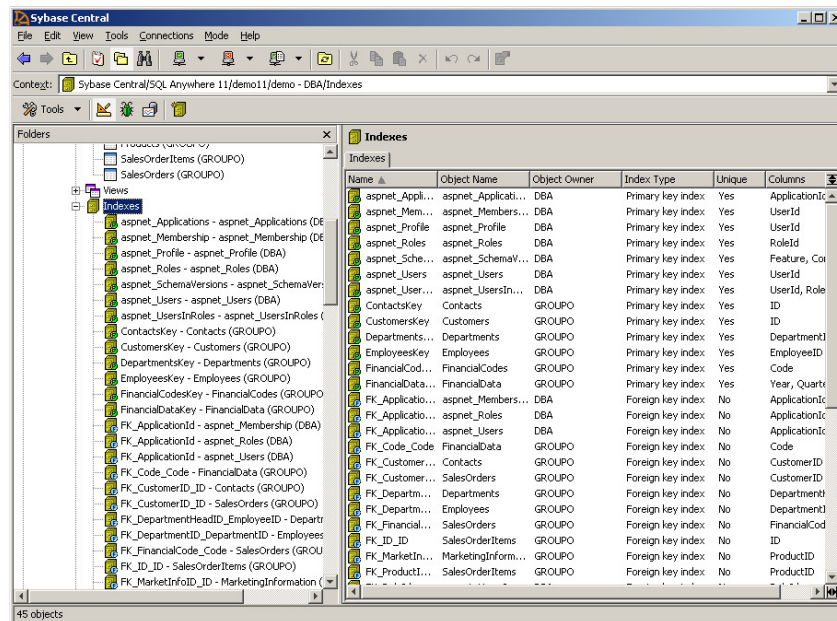 Sybase Central
File Edit View Tools Connections Mode Help
Context: Sybase Central/SQL Anywhere 11/demo11/demo - DBA/Indexes
Tools
Folders
SalesOrderItems (GROUPO)
SalesOrders (GROUPO)
Views
Indexes
aspnet_Applications - aspnet_Applications (DB
aspnet_Membership - aspnet_Membership (DB
aspnet_Profile - aspnet_Profile (DBA)
aspnet_Roles - aspnet_Roles (DBA)
aspnet_SchemaVersions - aspnet_SchemaVers
aspnet_Users - aspnet_Users (DBA)
aspnet_UsersInRoles - aspnet_UsersInRoles (
ContactsKey - Contacts (GROUPO)
CustomersKey - Customers (GROUPO)
DepartmentsKey - Departments (GROUPO)
EmployeesKey - Employees (GROUPO)
FinancialCodesKey - FinancialCodes (GROUPO
FinancialDataKey - FinancialData (GROUPO)
FK_ApplicationId - aspnet_Membership (DBA)
FK_ApplicationId - aspnet_Roles (DBA)
FK_ApplicationId - aspnet_Users (DBA)
FK_Code_Code - FinancialData (GROUPO)
FK_CustomerID_ID - Contacts (GROUPO)
FK_CustomerID_ID - SalesOrders (GROUPO)
FK_DepartmentHeadID_EmployeeID - Departm
FK_DepartmentID_DepartmentID - Employees
FK_FinancialCode_Code - SalesOrders (GROU
FK_ID_ID - SalesOrderItems (GROUPO)
FK_MarketInfoID_ID - MarketingInformation (
Indexes
Indexes
Name Object Name Object Owner Index Type Unique Columns
aspnet_Appli... aspnet_Applicati... DBA Primary key index Yes ApplicationId
aspnet_Mem... aspnet_Members... DBA Primary key index Yes UserId
aspnet_Profile aspnet_Profile DBA Primary key index Yes UserId
aspnet_Roles aspnet_Roles DBA Primary key index Yes RoleId
aspnet_Sche... aspnet_SchemaV... DBA Primary key index Yes Feature, Co
aspnet_Users aspnet_Users DBA Primary key index Yes UserId
aspnet_User... aspnet_UsersIn... DBA Primary key index Yes UserId, Role
ContactsKey Contacts GROUPO Primary key index Yes ID
CustomersKey Customers GROUPO Primary key index Yes ID
Departments... Departments GROUPO Primary key index Yes DepartmentI
EmployeesKey Employees GROUPO Primary key index Yes EmployeeID
FinancialCod... FinancialCodes GROUPO Primary key index Yes Code
FinancialData... FinancialData GROUPO Primary key index Yes Year, Quarte
FK_Applicatio... aspnet_Members... DBA Foreign key index No ApplicationId
FK_Applicatio... aspnet_Roles DBA Foreign key index No ApplicationId
FK_Applicatio... aspnet_Users DBA Foreign key index No ApplicationId
FK_Code_Code FinancialData GROUPO Foreign key index No Code
FK_Customer... Contacts GROUPO Foreign key index No CustomerID
FK_Customer... SalesOrders GROUPO Foreign key index No CustomerID
FK_Departm... Departments GROUPO Foreign key index No DepartmentH
FK_Departm... Employees GROUPO Foreign key index No DepartmentI
FK_Financial... SalesOrders GROUPO Foreign key index No FinancialCod
FK_ID_ID SalesOrderItems GROUPO Foreign key index No ID
FK_MarketIn... MarketingInform... GROUPO Foreign key index No ProductID
FK_ProductI... SalesOrderItems GROUPO Foreign key index No ProductID
45 objects